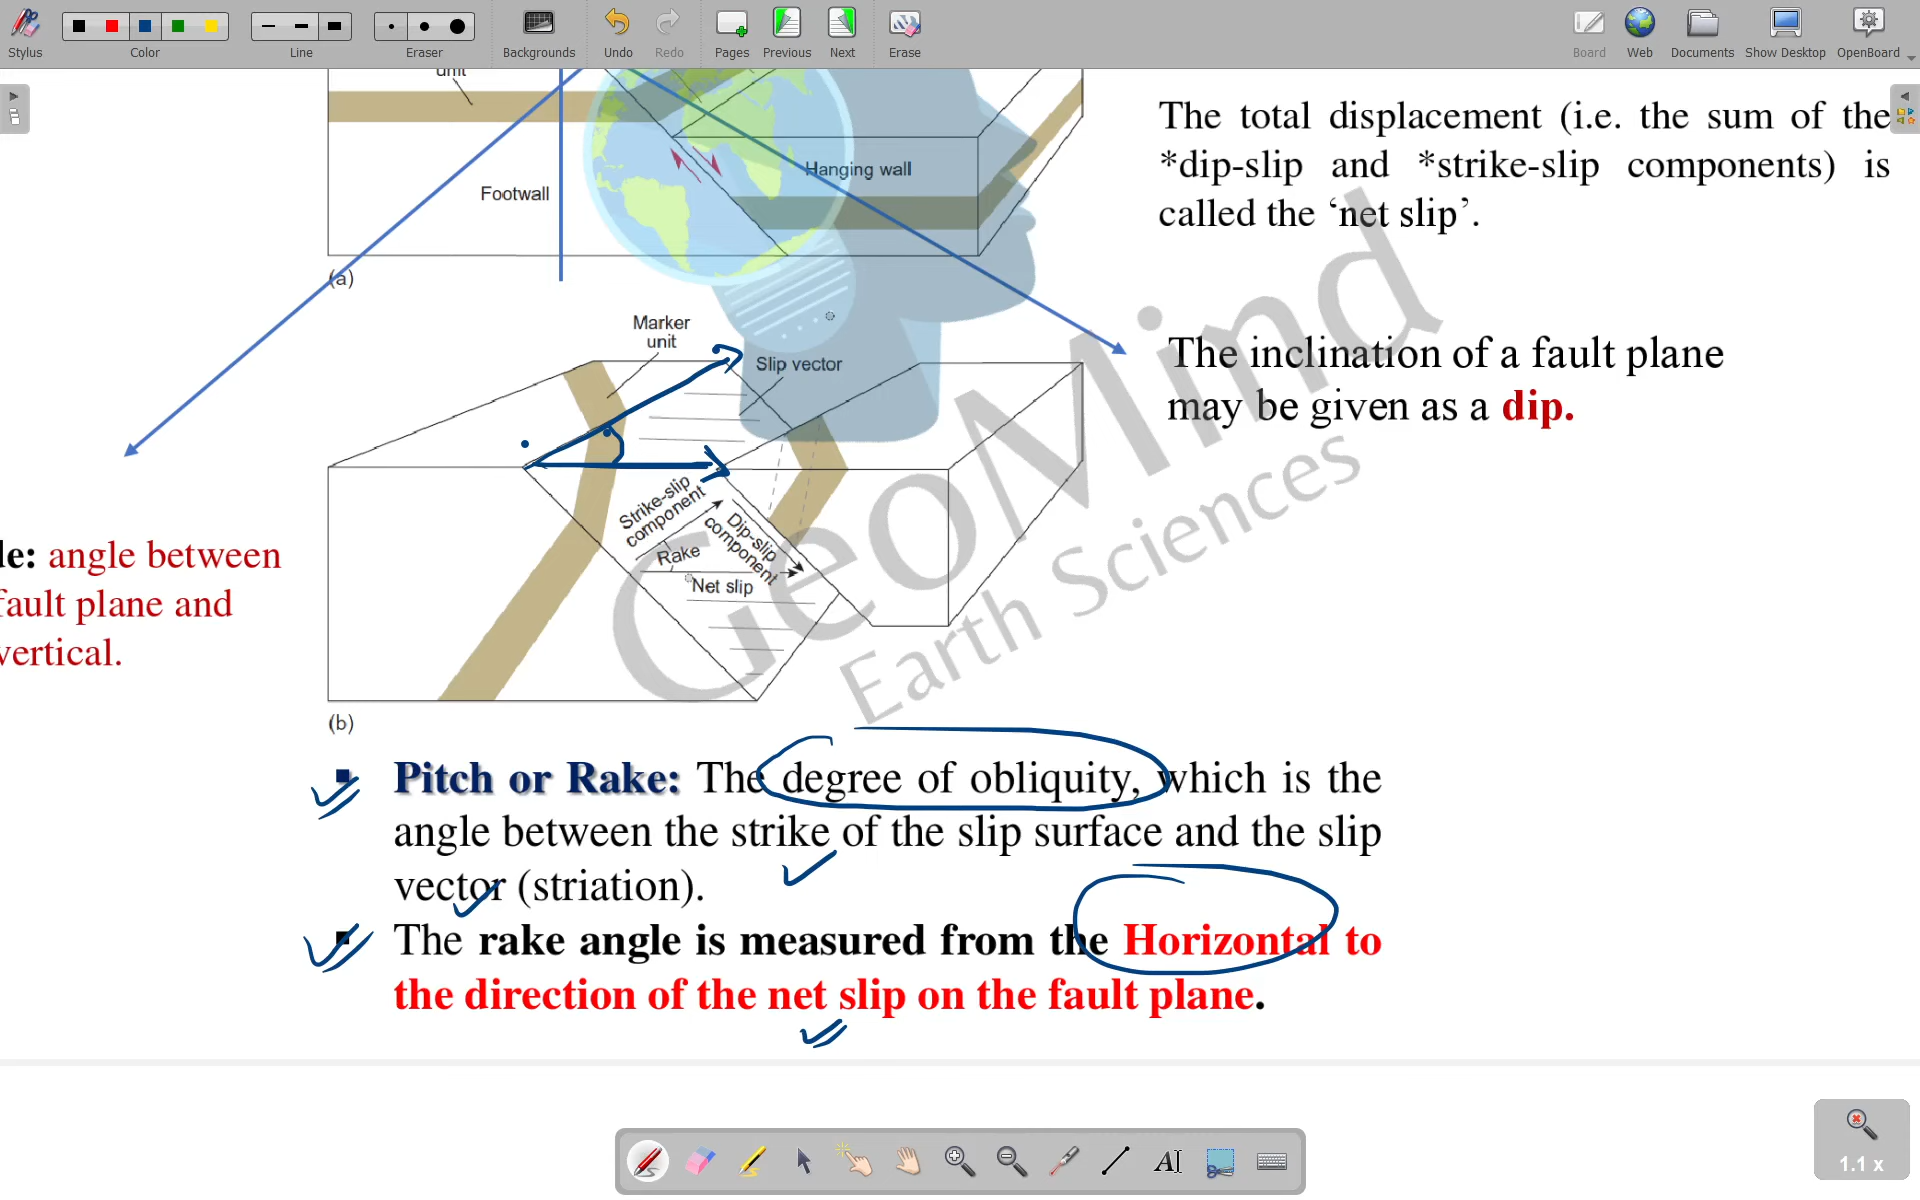 Stylus
Color
Line
Eraser
Backgrounds
Undo
Redo
Pages
Previous
Next
Erase
Board
Web
Documents
Show Desktop
OpenBoard
unit
Footwall
Hanging wall
(a)
The total displacement (i.e. the sum of the
*dip-slip and *strike-slip components) is
called the ‘net slip’.
Marker
unit
Slip vector
The inclination of a fault plane
may be given as a dip.
Strike-slip
component
Dip-slip
component
Rake
Net slip
(b)
de: angle between
fault plane and
vertical.
GeoMind
Earth Sciences
▪ Pitch or Rake: The degree of obliquity, which is the
angle between the strike of the slip surface and the slip
vector (striation).
▪ The rake angle is measured from the Horizontal to
the direction of the net slip on the fault plane.
1.1 x